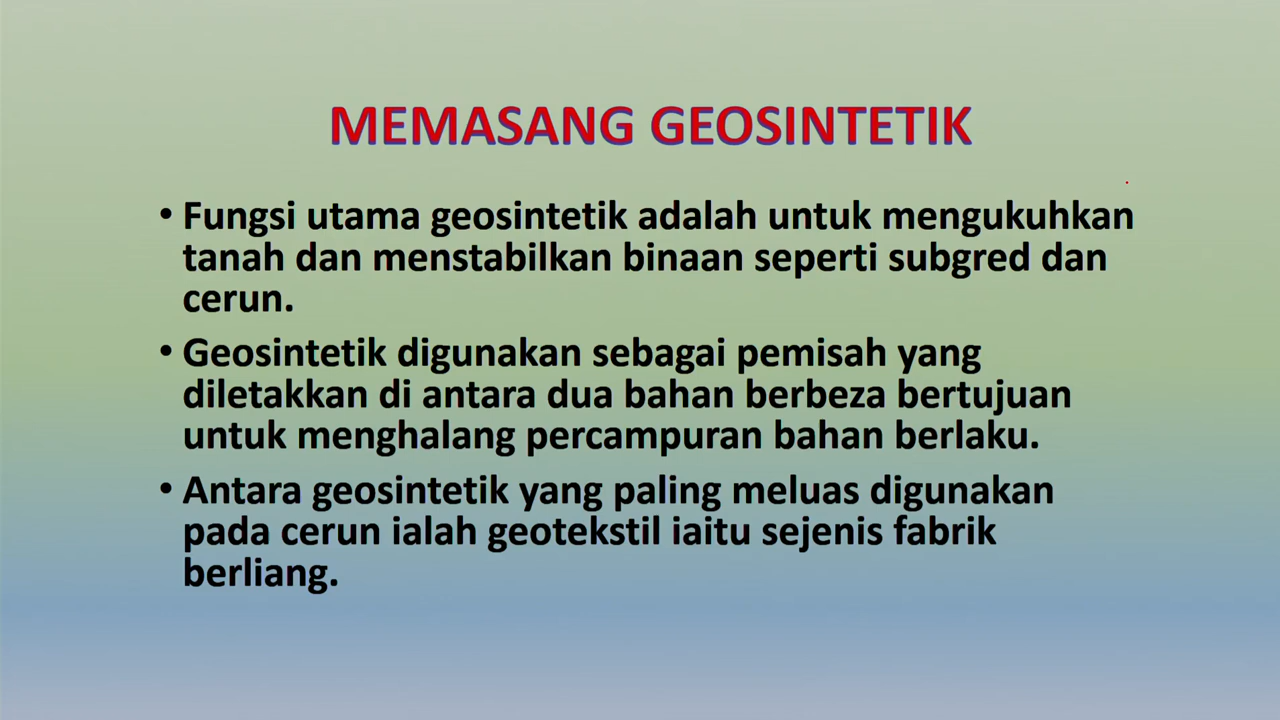 MEMASANG GEOSINTETIK
• Fungsi utama geosintetik adalah untuk mengukuhkan
tanah dan menstabilkan binaan seperti subgred dan
cerun.
• Geosintetik digunakan sebagai pemisah yang
diletakkan di antara dua bahan berbeza bertujuan
untuk menghalang percampuran bahan berlaku.
• Antara geosintetik yang paling meluas digunakan
pada cerun ialah geotekstil iaitu sejenis fabrik
berliang.